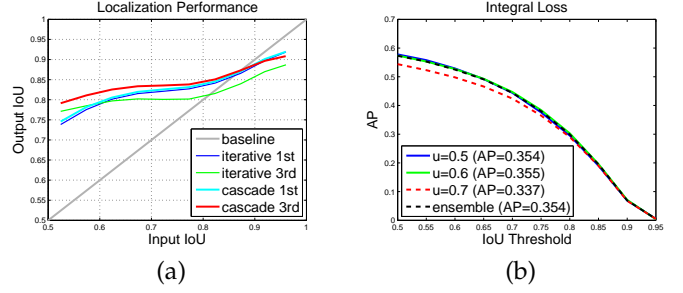 Localization Performance
1
0.95
0.9
0.85
0.8
0.75
0.7
0.65
0.6
0.55
0.5
Output IoU
baseline
iterative 1st
iterative 3rd
cascade 1st
cascade 3rd
0.5 0.6 0.7 0.8 0.9 1
Input IoU
(a)
Integral Loss
0.7
0.6
0.5
0.4
0.3
0.2
0.1
0
AP
u=0.5 (AP=0.354)
u=0.6 (AP=0.355)
u=0.7 (AP=0.337)
ensemble (AP=0.354)
0.5 0.55 0.6 0.65 0.7 0.75 0.8 0.85 0.9 0.95
IoU Threshold
(b)